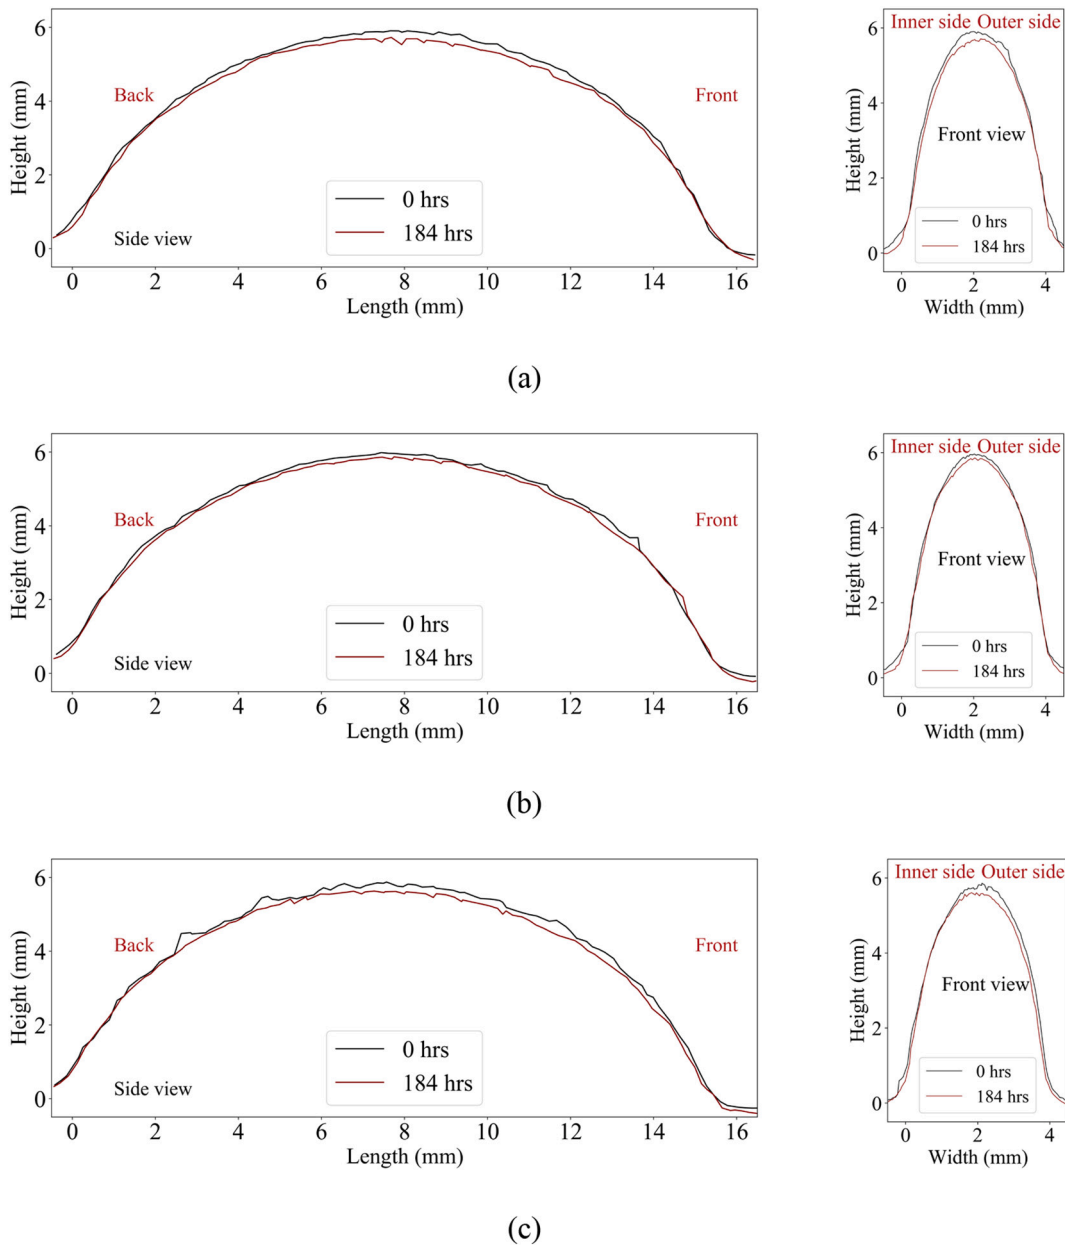 6
4
2
0
Height (mm)
Back
Front
Side view
0 hrs
184 hrs
0 2 4 6 8 10 12 14 16
Length (mm)
6
4
2
0
Height (mm)
Inner side Outer side
Front view
0 hrs
184 hrs
0 2 4
Width (mm)
(a)
6
4
2
0
Height (mm)
Back
Front
Side view
0 hrs
184 hrs
0 2 4 6 8 10 12 14 16
Length (mm)
6
4
2
0
Height (mm)
Inner side Outer side
Front view
0 hrs
184 hrs
0 2 4
Width (mm)
(b)
6
4
2
0
Height (mm)
Back
Front
Side view
0 hrs
184 hrs
0 2 4 6 8 10 12 14 16
Length (mm)
6
4
2
0
Height (mm)
Inner side Outer side
Front view
0 hrs
184 hrs
0 2 4
Width (mm)
(c)